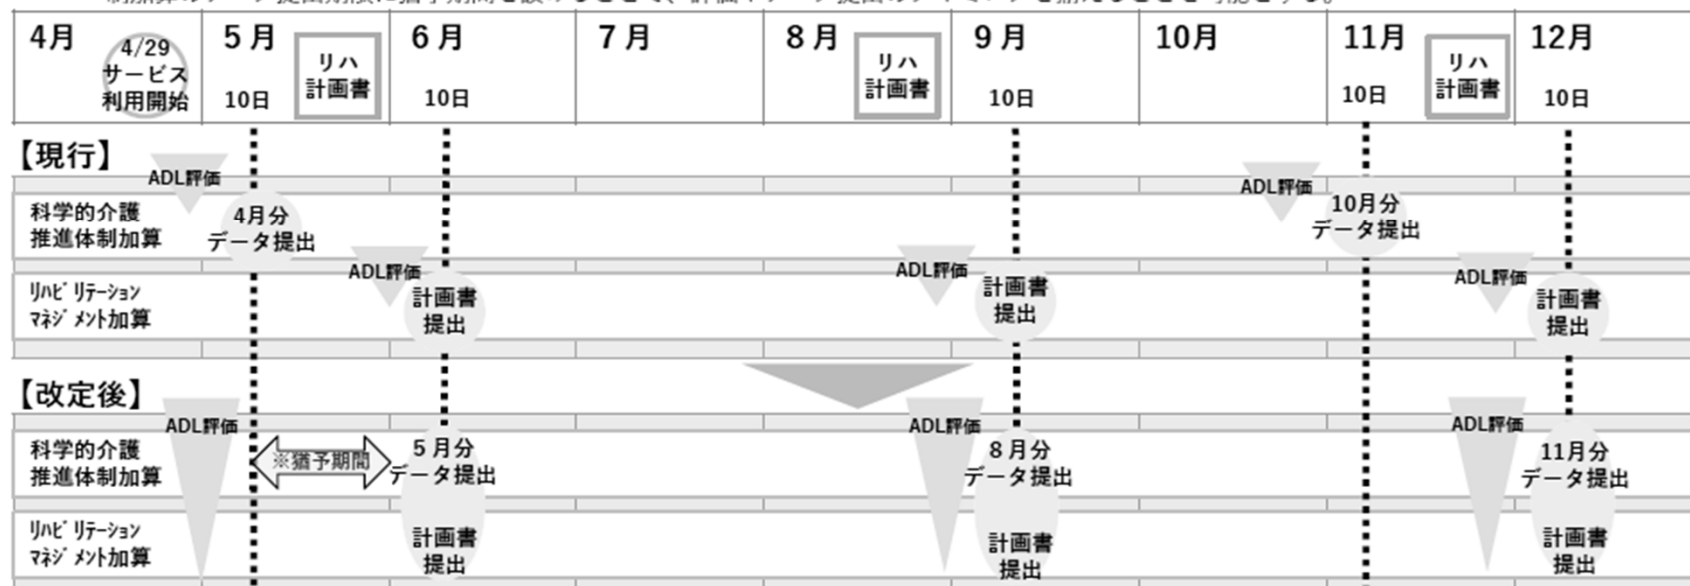 4月
4/29
サービス
利用開始
5月
10日
リハ
計画書
6月
10日
7月
8月
リハ
計画書
9月
10日
10月
11月
10日
リハ
計画書
12月
10日
【現行】
ADL評価
ADL評価
科学的介護
推進体制加算
4月分
データ提出
10月分
データ提出
ADL評価
ADL評価
ADL評価
リハビリテーション
マネジメント加算
計画書
提出
計画書
提出
計画書
提出
【改定後】
ADL評価
ADL評価
ADL評価
科学的介護
推進体制加算
※猶予期間
5月分
データ提出
8月分
データ提出
11月分
データ提出
リハビリテーション
マネジメント加算
計画書
提出
計画書
提出
計画書
提出